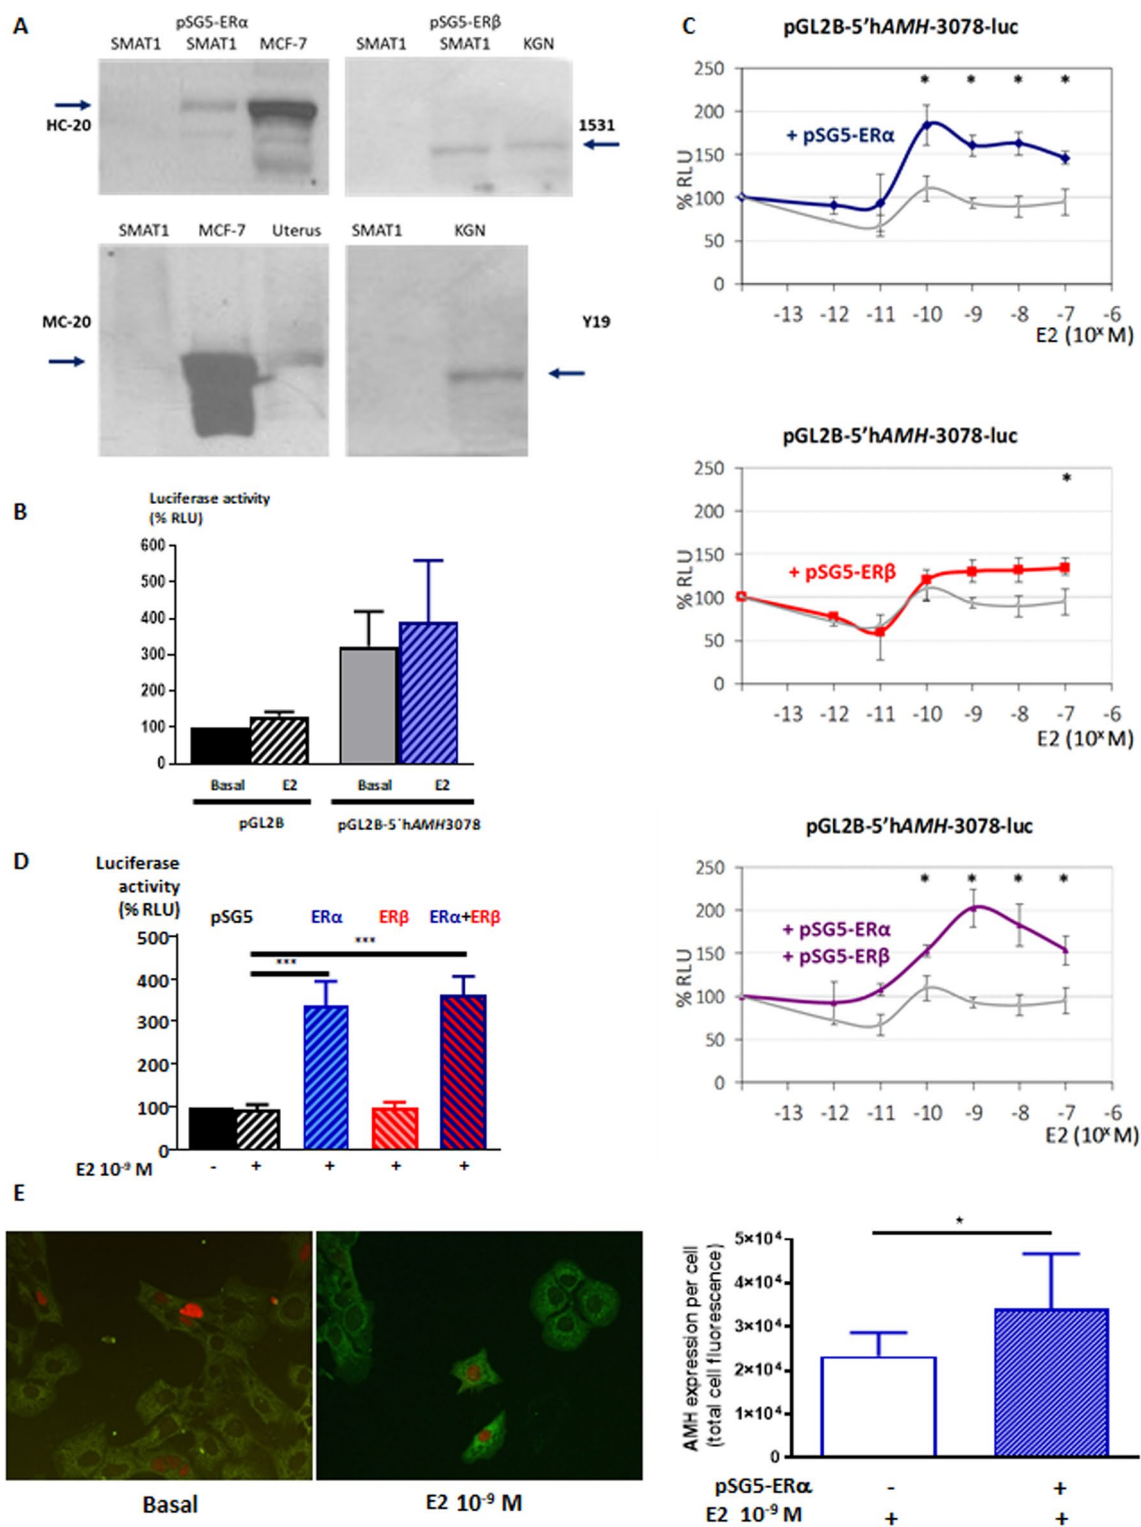 A
pSG5-ERα
SMAT1 SMAT1 MCF-7
pSG5-ERβ
SMAT1 SMAT1 KGN
HC-20
1531
SMAT1 MCF-7 Uterus
SMAT1 KGN
MC-20
Y19
B
Luciferase activity
(% RLU)
600
500
400
300
200
100
0
Basal E2 Basal E2
pGL2B pGL2B-5´hAMH3078
C
pGL2B-5’hAMH-3078-luc
250
200
150
100
50
0
% RLU
+ pSG5-ERα
* * * *
-13 -12 -11 -10 -9 -8 -7 -6
E2 (10ˣ M)
pGL2B-5’hAMH-3078-luc
250
200
150
100
50
0
% RLU
+ pSG5-ERβ
*
-13 -12 -11 -10 -9 -8 -7 -6
E2 (10ˣ M)
pGL2B-5’hAMH-3078-luc
250
200
150
100
50
0
% RLU
+ pSG5-ERα
+ pSG5-ERβ
* * * *
-13 -12 -11 -10 -9 -8 -7 -6
E2 (10ˣ M)
D
Luciferase
activity
(% RLU)
pSG5 ERα ERβ ERα+ERβ
500
400
300
200
100
0
***
***
E2 10⁻⁹ M - + + + +
E
Basal
E2 10⁻⁹ M
AMH expression per cell
(total cell fluorescence)
5×10⁴
4×10⁴
3×10⁴
2×10⁴
1×10⁴
0
*
pSG5-ERα - +
E2 10⁻⁹ M + +